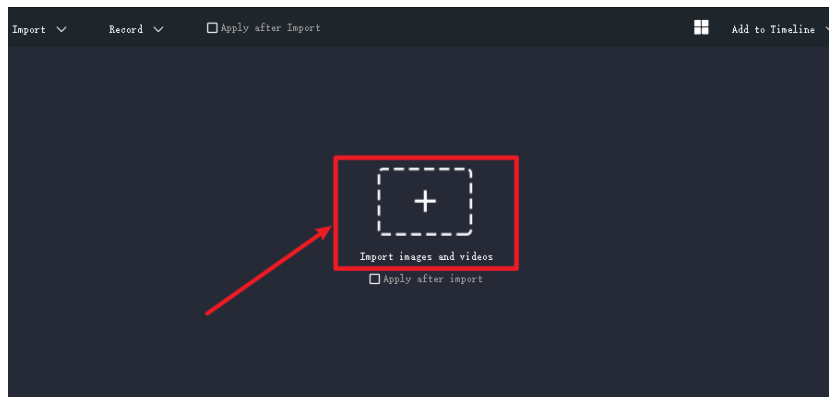 Import
Record
Apply after Import
Add to Timeline
Import images and videos
Apply after import